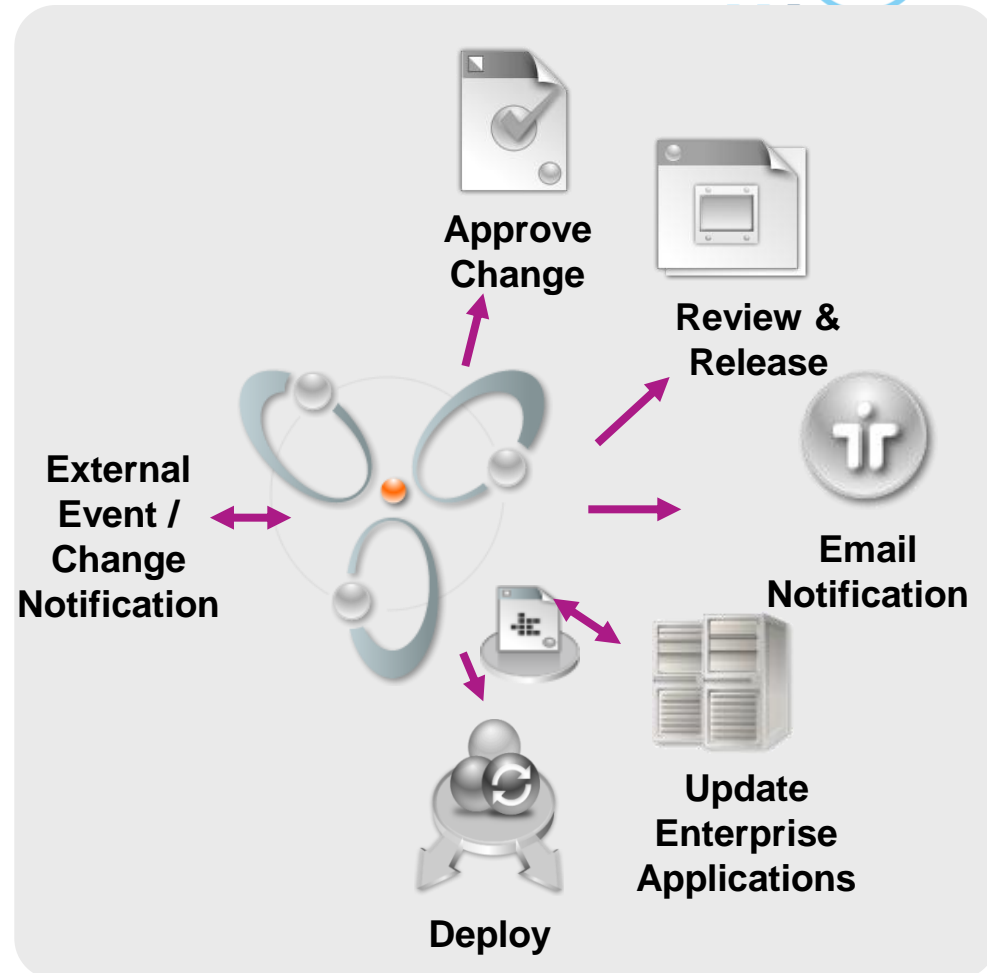 Approve
Change
Review &
Release
External
Event /
Change
Notification
Email
Notification
Update
Enterprise
Applications
Deploy